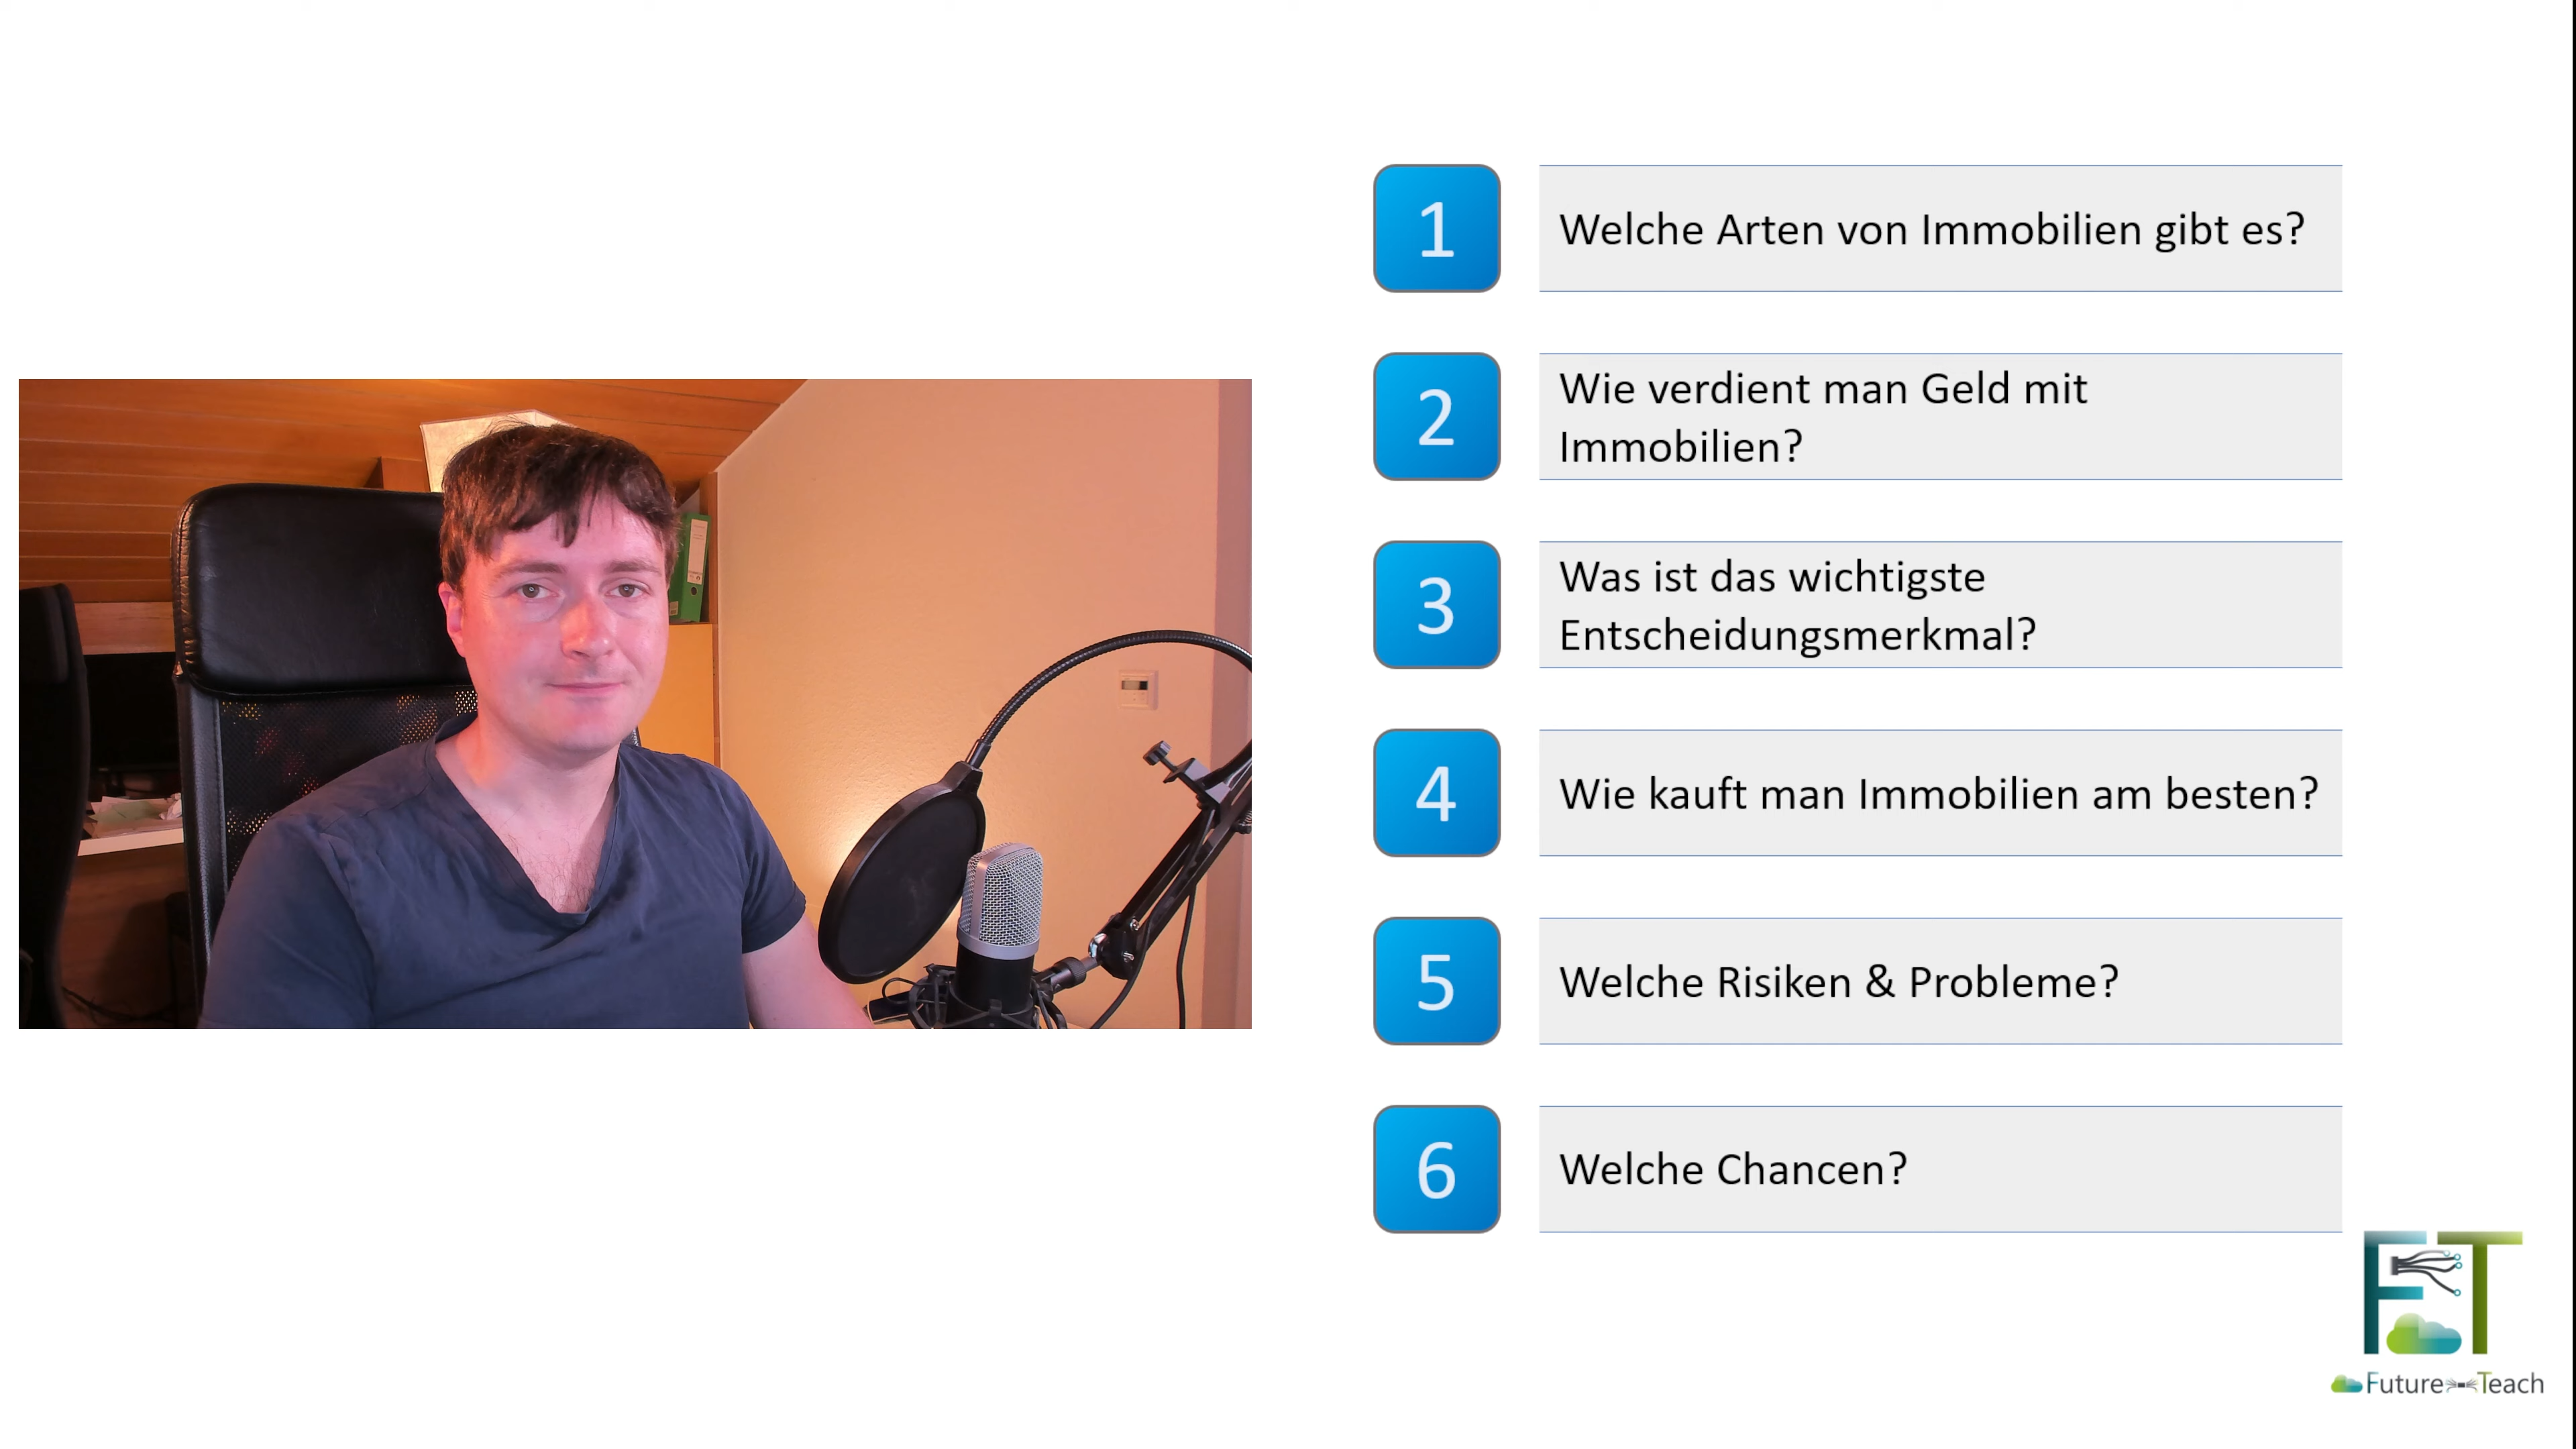 1
Welche Arten von Immobilien gibt es?
2
Wie verdient man Geld mit
Immobilien?
3
Was ist das wichtigste
Entscheidungsmerkmal?
4
Wie kauft man Immobilien am besten?
5
Welche Risiken & Probleme?
6
Welche Chancen?
FT
Future Teach